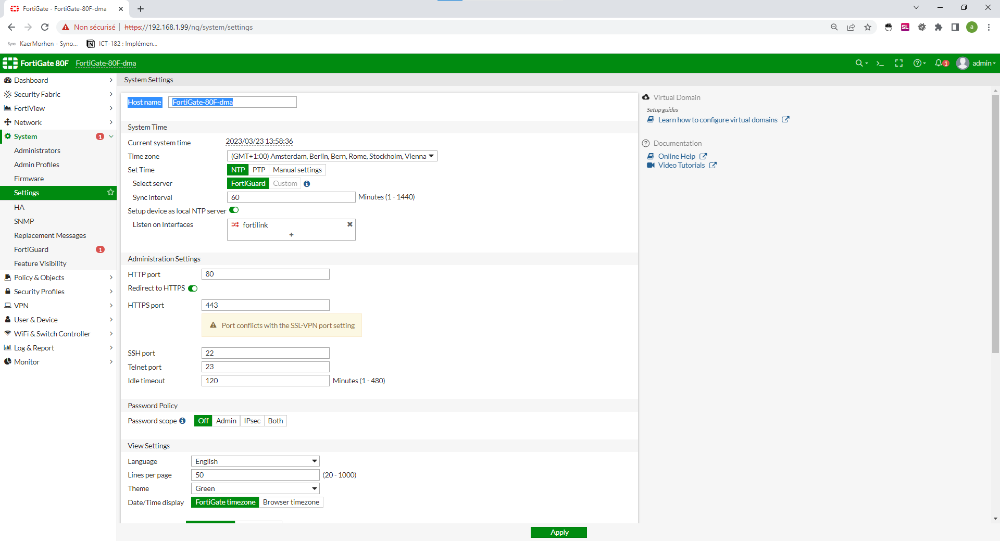 FortiGate - FortiGate-80F-dma
Non sécurisé
https://192.168.1.99/ng/system/settings
SL
a
Sync KaerMorhen - Syno...
ICT-182 : Implémen...
FortiGate 80F
FortiGate-80F-dma
1
admin
Dashboard
Security Fabric
FortiView
Network
System
1
Administrators
Admin Profiles
Firmware
Settings
HA
SNMP
Replacement Messages
FortiGuard
1
Feature Visibility
Policy & Objects
Security Profiles
VPN
User & Device
WiFi & Switch Controller
Log & Report
Monitor
System Settings
Host name FortiGate-80F-dma
System Time
Current system time 2023/03/23 13:58:36
Time zone (GMT+1:00) Amsterdam, Berlin, Bern, Rome, Stockholm, Vienna
Set Time NTP PTP Manual settings
Select server FortiGuard Custom
Sync interval 60 Minutes (1 - 1440)
Setup device as local NTP server
Listen on Interfaces fortilink
+
Administration Settings
HTTP port 80
Redirect to HTTPS
HTTPS port 443
Port conflicts with the SSL-VPN port setting
SSH port 22
Telnet port 23
Idle timeout 120 Minutes (1 - 480)
Password Policy
Password scope Off Admin IPsec Both
View Settings
Language English
Lines per page 50 (20 - 1000)
Theme Green
Date/Time display FortiGate timezone Browser timezone
Apply
Virtual Domain
Setup guides
Learn how to configure virtual domains
Documentation
Online Help
Video Tutorials